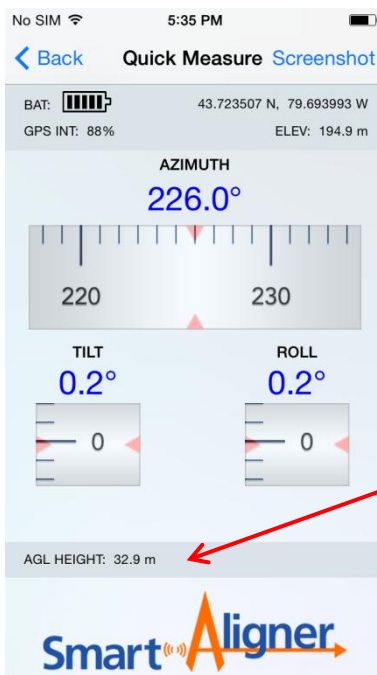 No SIM 5:35 PM
Back Quick Measure Screenshot
BAT: 43.723507 N, 79.693993 W
GPS INT: 88% ELEV: 194.9 m
AZIMUTH
226.0°
220 230
TILT ROLL
0.2° 0.2°
0 0
AGL HEIGHT: 32.9 m
Smart Aligner